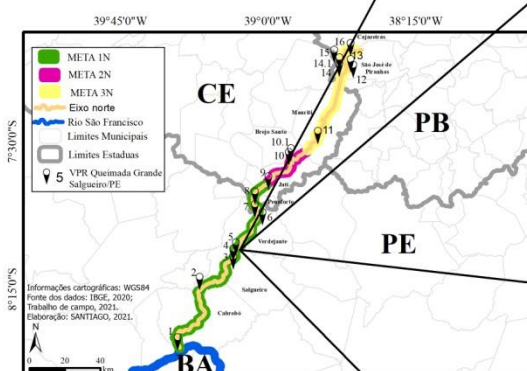 39°45'0"W 39°0'0"W 38°15'0"W
META 1N
META 2N
META 3N
Eixo norte
Rio São Francisco
Limites Municipais
Limites Estaduas
5 VPR Queimada Grande
Salgueiro/PE
7°30'0"S
8°15'0"S
CE
PB
PE
BA
16 Cajazeiras
15
13
14.1 São José de
Piranhas
14
12
Mauriti
11
Brejo Santo
10.1
10
9
Jati
8
Penaforte
7
6
Verdejante
5
4
3
2
Salgueiro
Cabrobó
1
Informações cartográficas: WGS84
Fonte dos dados: IBGE, 2020;
Trabalho de campo, 2021.
Elaboração: SANTIAGO, 2021.
N
0 20 40
km